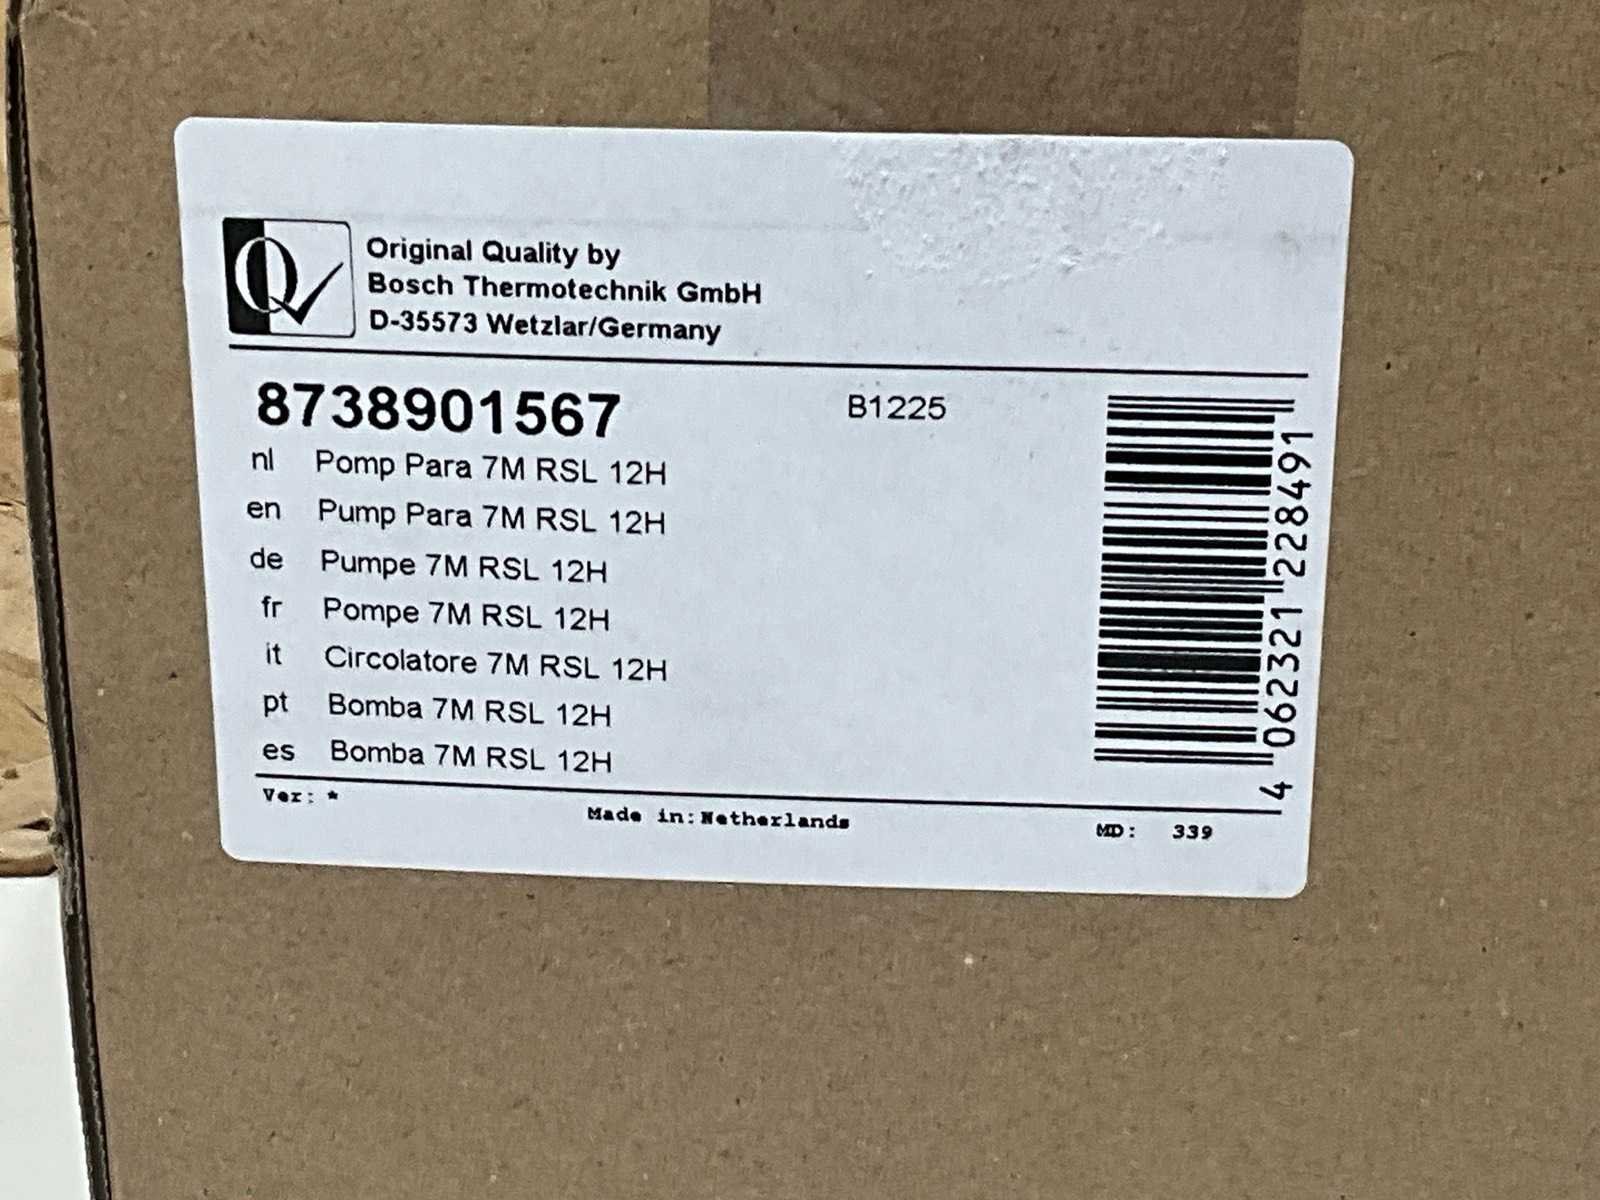 Q
Original Quality by
Bosch Thermotechnik GmbH
D-35573 Wetzlar/Germany
8738901567
B1225
nl Pomp Para 7M RSL 12H
en Pump Para 7M RSL 12H
de Pumpe 7M RSL 12H
fr Pompe 7M RSL 12H
it Circolatore 7M RSL 12H
pt Bomba 7M RSL 12H
es Bomba 7M RSL 12H
4 062321 228491
Ver: *
Made in:Netherlands
MD: 339